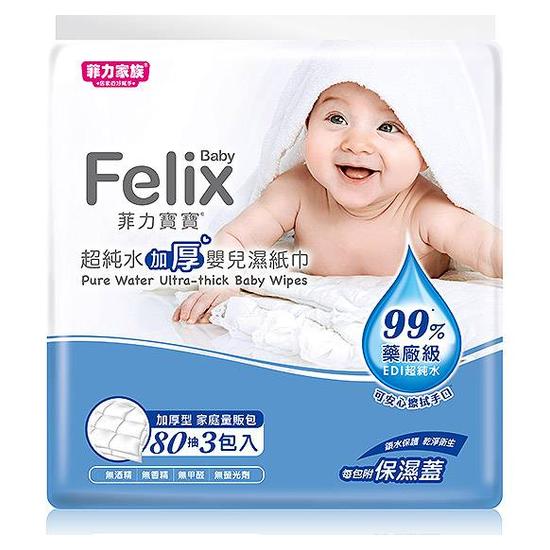 菲力家族®
Baby
Felix
菲力寶寶®
超純水加厚嬰兒濕紙巾
Pure Water Ultra-thick Baby Wipes
99%
藥廠級
EDI超純水
可安心擦拭手口
加厚型 家庭量販包
80抽3包入
無酒精 無香精 無甲醛 無螢光劑
鎖水保護 乾淨衛生
每包附保濕蓋